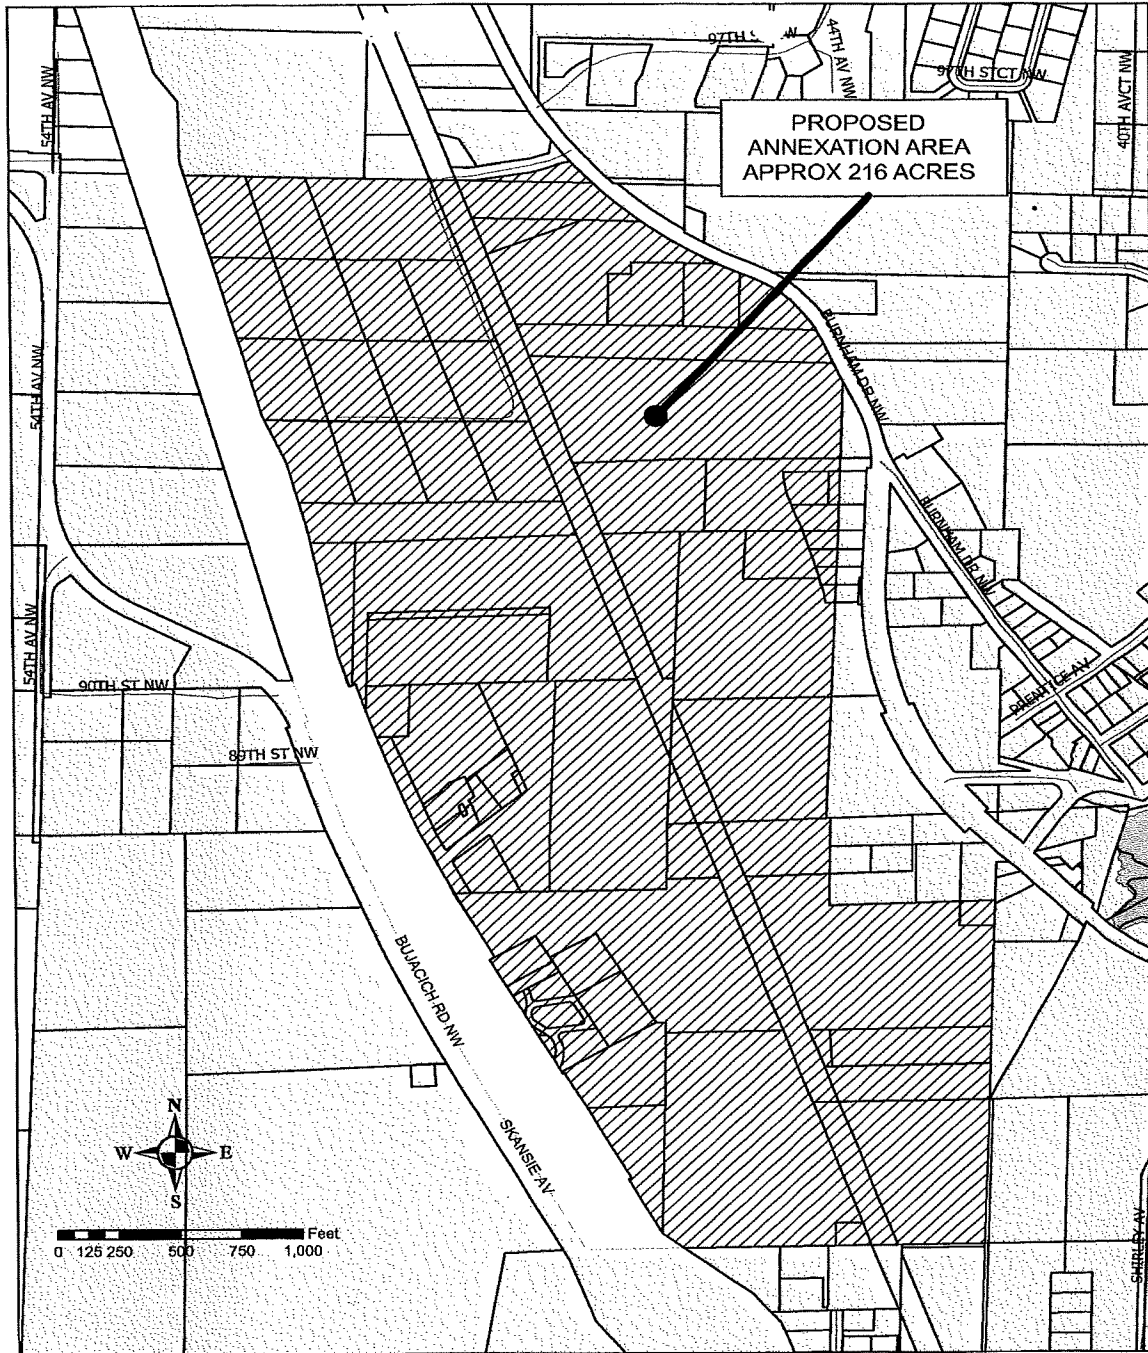 97TH S
W
44TH AV NW
97TH STCT NW
40TH AVCT NW
54TH AV NW
PROPOSED
ANNEXATION AREA
APPROX 216 ACRES
BURNHAM DR NW
54TH AV NW
BURNHAM DR NW
54TH AV NW
90TH ST NW
PRENTICE AV
89TH ST NW
BUJACICH RD NW
SKANSIE AV
N
W E
S
Feet
0 125 250 500 750 1,000
SHIRLEY AV